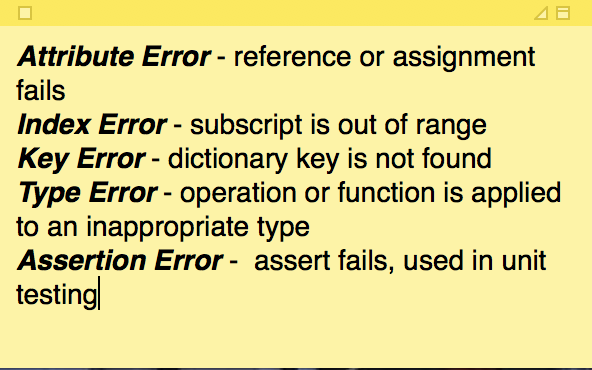 Attribute Error - reference or assignment
fails
Index Error - subscript is out of range
Key Error - dictionary key is not found
Type Error - operation or function is applied
to an inappropriate type
Assertion Error -  assert fails, used in unit
testing